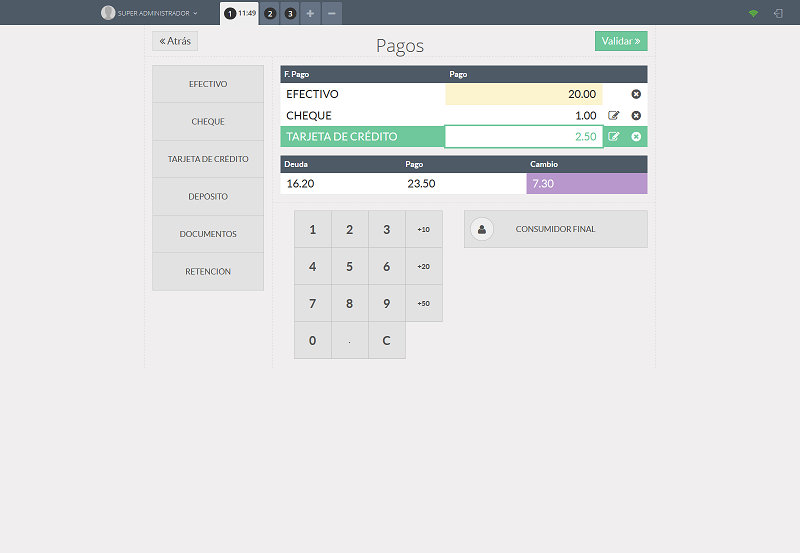 SUPER ADMINISTRADOR
1 11:49 2 3 + −
« Atrás
Pagos
Validar »
EFECTIVO
CHEQUE
TARJETA DE CRÉDITO
DEPOSITO
DOCUMENTOS
RETENCION
F. Pago Pago
EFECTIVO 20.00
CHEQUE 1.00
TARJETA DE CRÉDITO 2.50
Deuda Pago Cambio
16.20 23.50 7.30
1 2 3 +10
4 5 6 +20
7 8 9 +50
0 . C
CONSUMIDOR FINAL